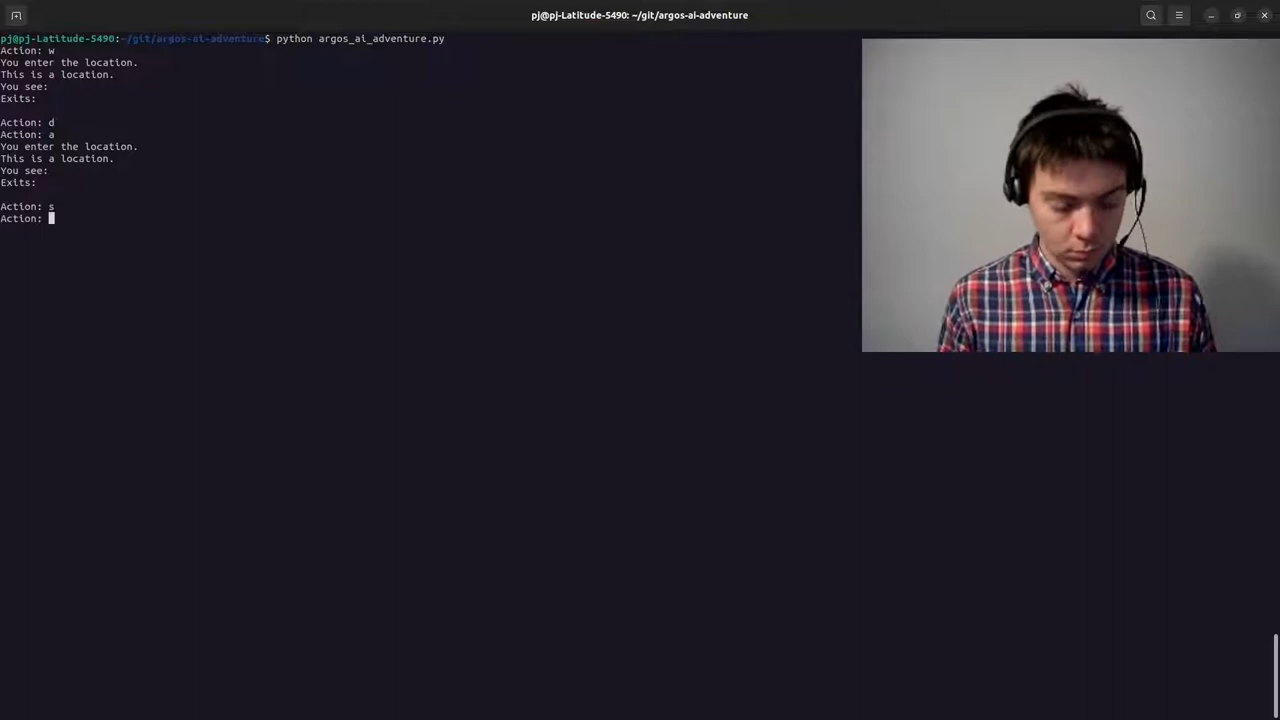 pj@pj-Latitude-5490: ~/git/argos-ai-adventure
pj@pj-Latitude-5490:~/git/argos-ai-adventure$ python argos_ai_adventure.py
Action: w
You enter the location.
This is a location.
You see:
Exits:
Action: d
Action: a
You enter the location.
This is a location.
You see:
Exits:
Action: s
Action: